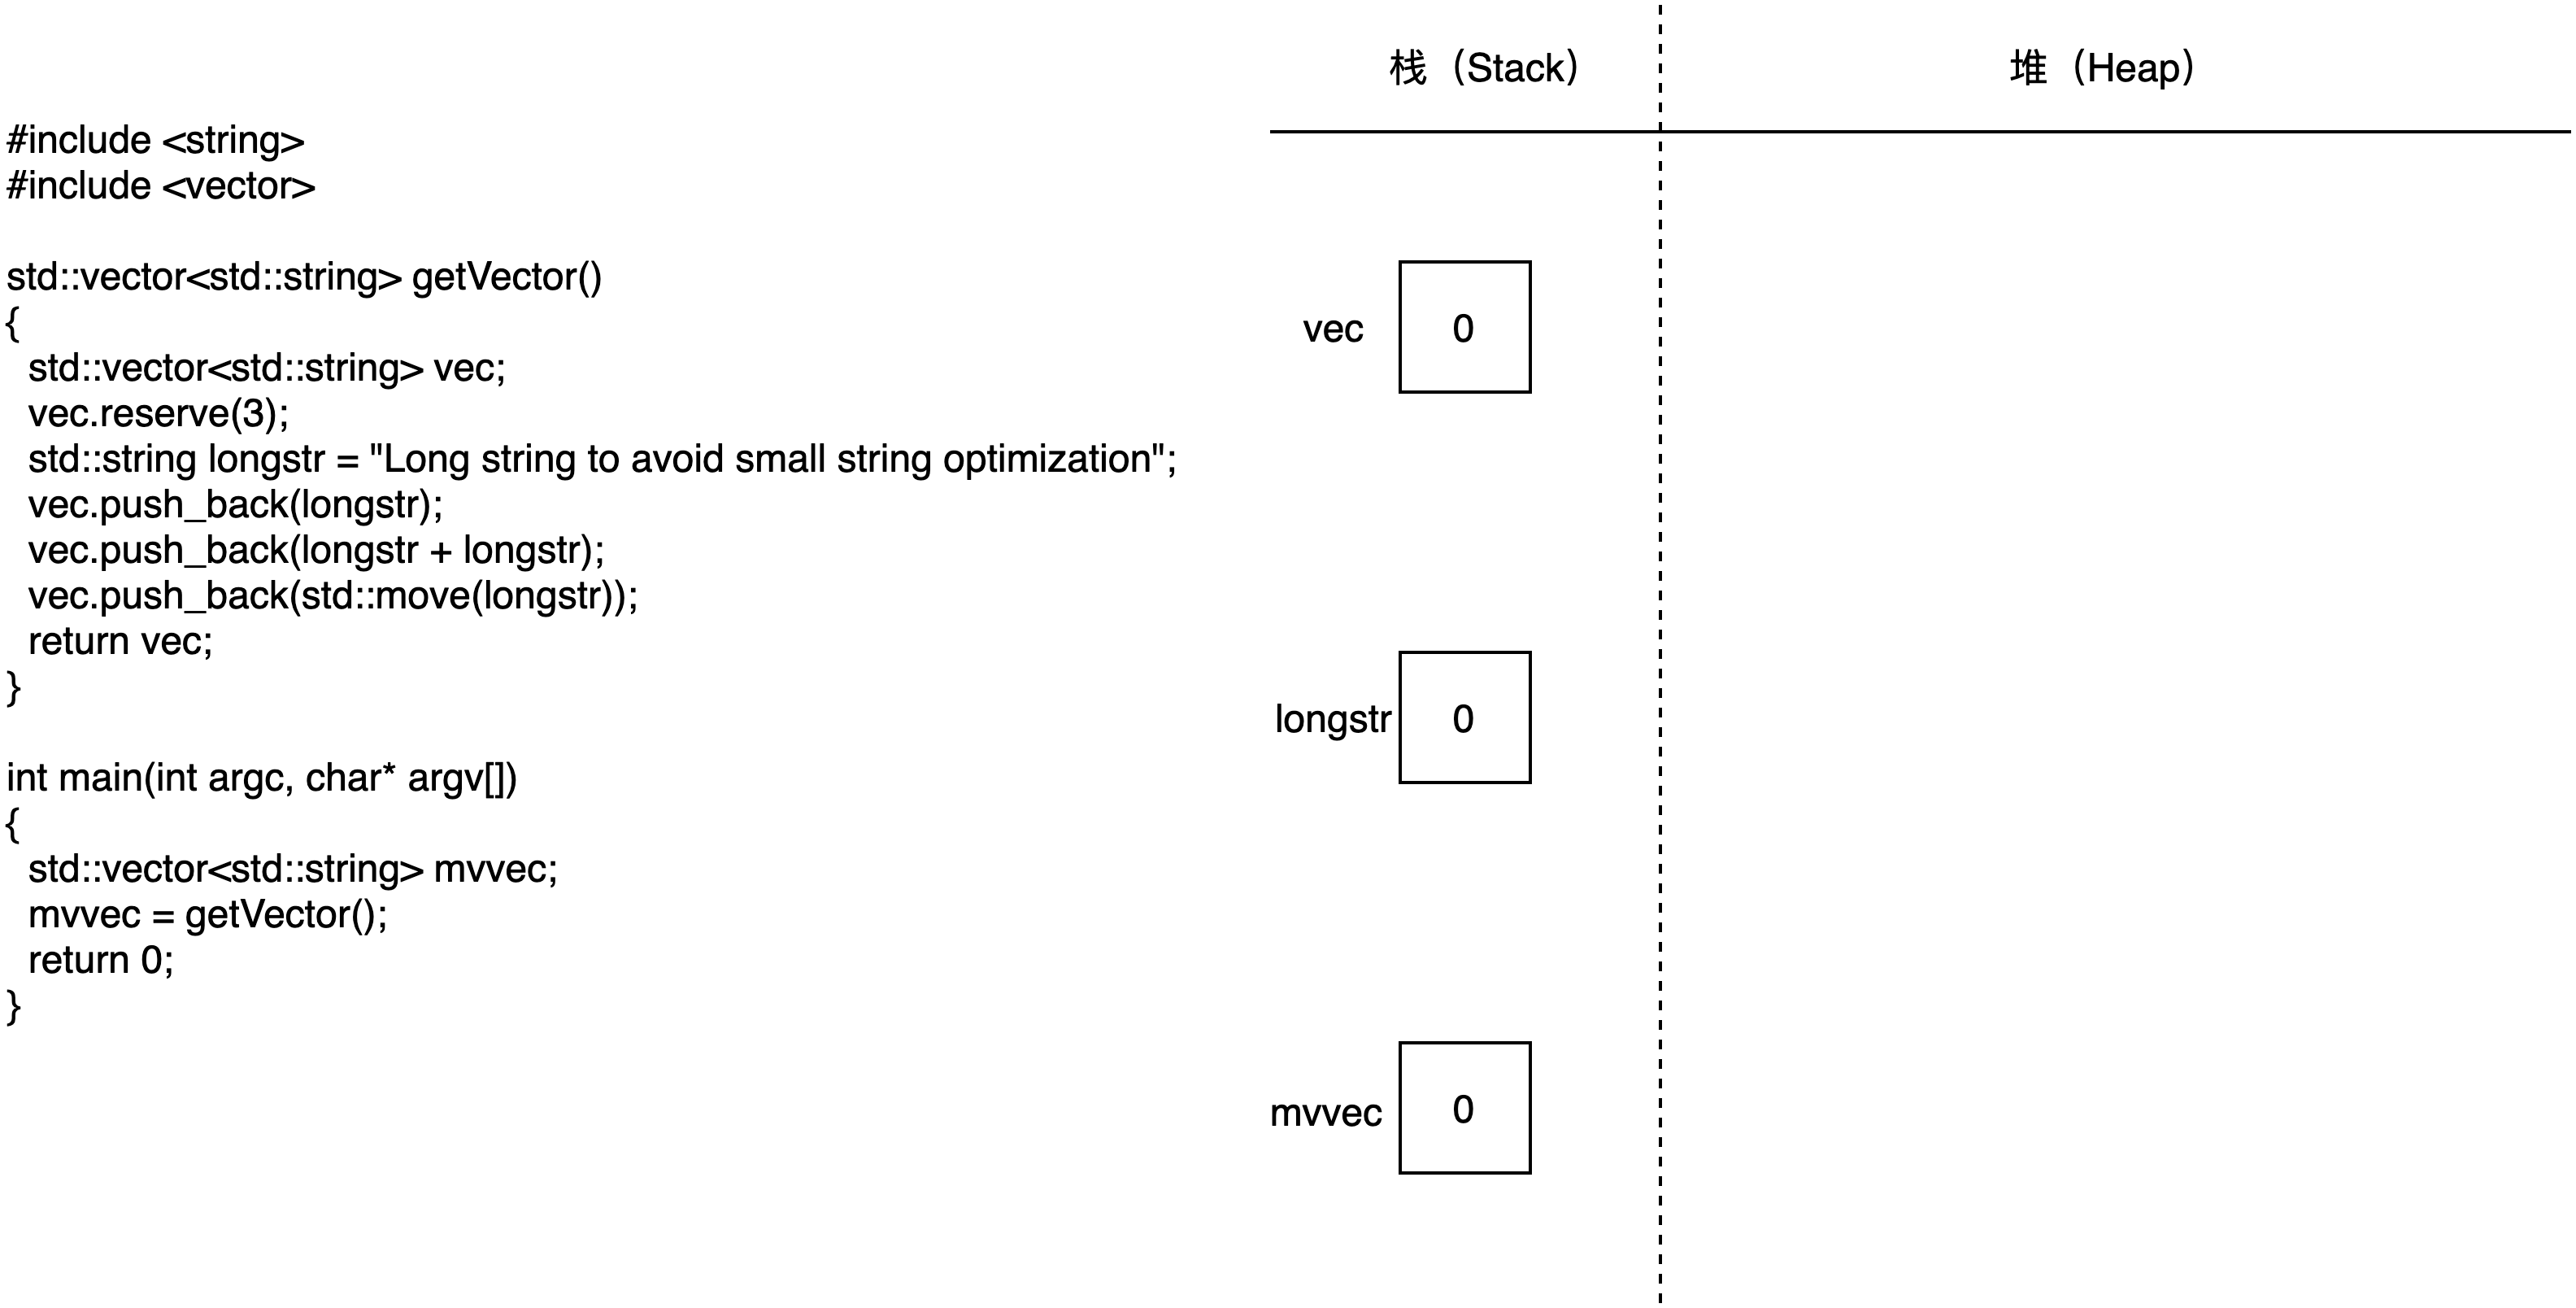 栈（Stack）
堆（Heap）
#include <string>
#include <vector>
std::vector<std::string> getVector()
{
std::vector<std::string> vec;
vec.reserve(3);
std::string longstr = "Long string to avoid small string optimization";
vec.push_back(longstr);
vec.push_back(longstr + longstr);
vec.push_back(std::move(longstr));
return vec;
}
int main(int argc, char* argv[])
{
std::vector<std::string> mvvec;
mvvec = getVector();
return 0;
}
vec
0
longstr
0
mvvec
0